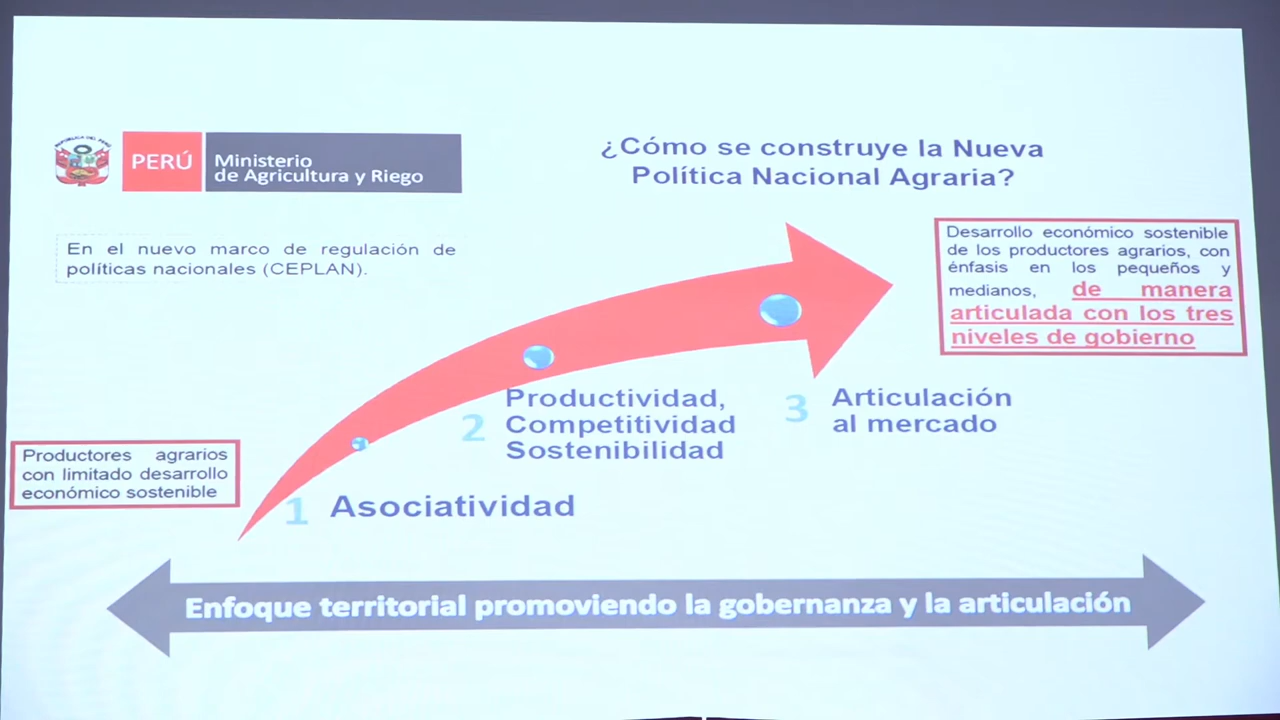 PERÚ
Ministerio
de Agricultura y Riego
¿Cómo se construye la Nueva
Política Nacional Agraria?
En el nuevo marco de regulación de
políticas nacionales (CEPLAN).
Desarrollo económico sostenible
de los productores agrarios, con
énfasis en los pequeños y
medianos, de manera
articulada con los tres
niveles de gobierno
Productividad,
2 Competitividad
Sostenibilidad
3 Articulación
al mercado
Productores agrarios
con limitado desarrollo
económico sostenible
1 Asociatividad
Enfoque territorial promoviendo la gobernanza y la articulación